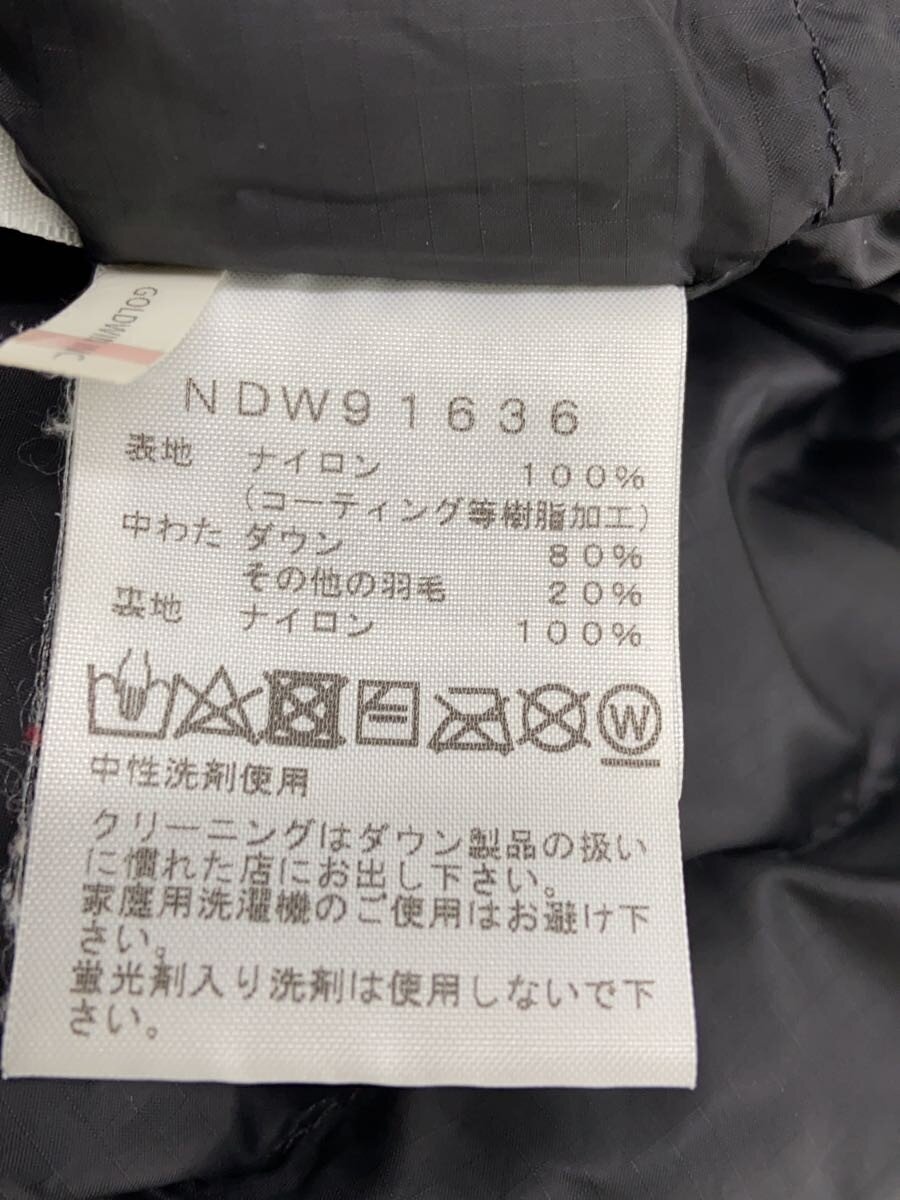 GOLDWIN INC
NDW91636
表地 ナイロン 100%
(コーティング等樹脂加工)
中わた ダウン 80%
その他の羽毛 20%
裏地 ナイロン 100%
W
中性洗剤使用
クリーニングはダウン製品の扱い
に慣れた店にお出し下さい。
家庭用洗濯機のご使用はお避け下
さい。
蛍光剤入り洗剤は使用しないで下
さい。